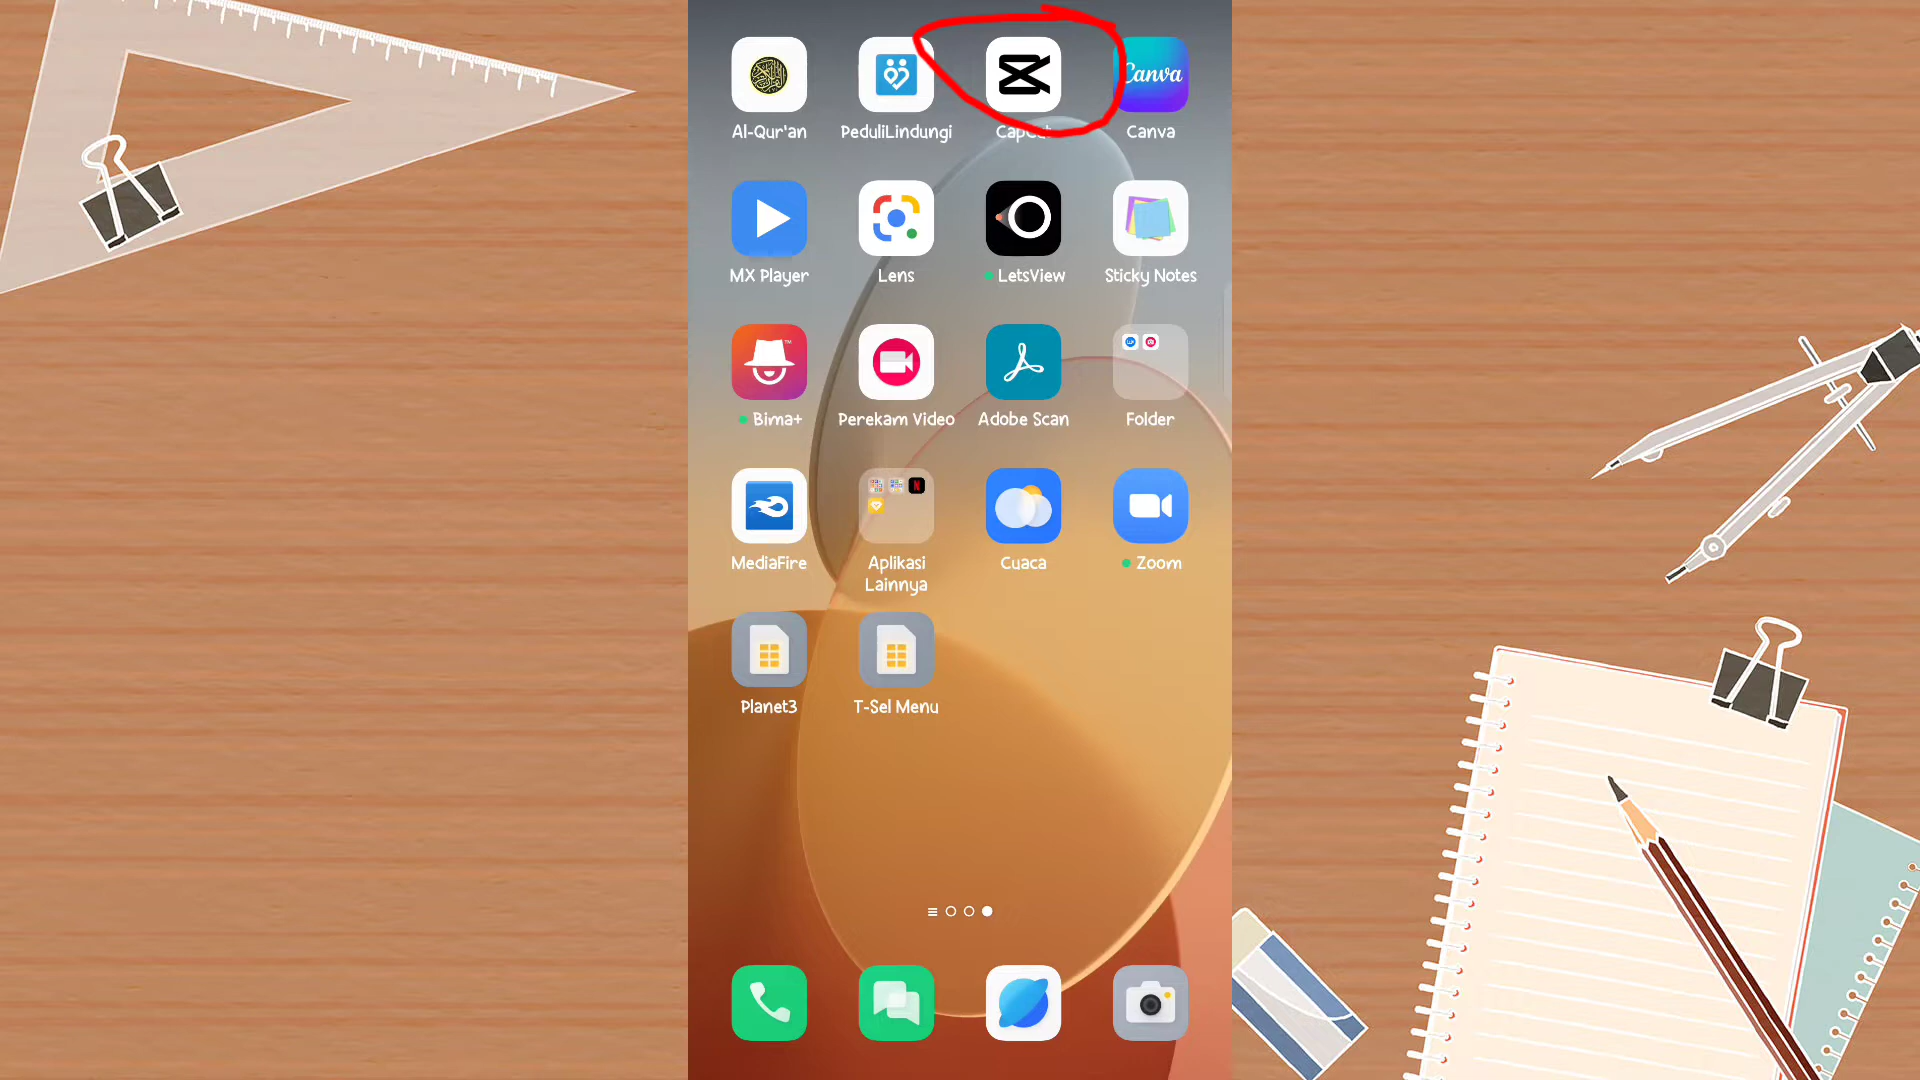 Al-Qur'an
PeduliLindungi
CapCut
Canva
Canva
MX Player
Lens
LetsView
Sticky Notes
Bima+
Perekam Video
Adobe Scan
Folder
MediaFire
Aplikasi
Lainnya
Cuaca
Zoom
Planet3
T-Sel Menu